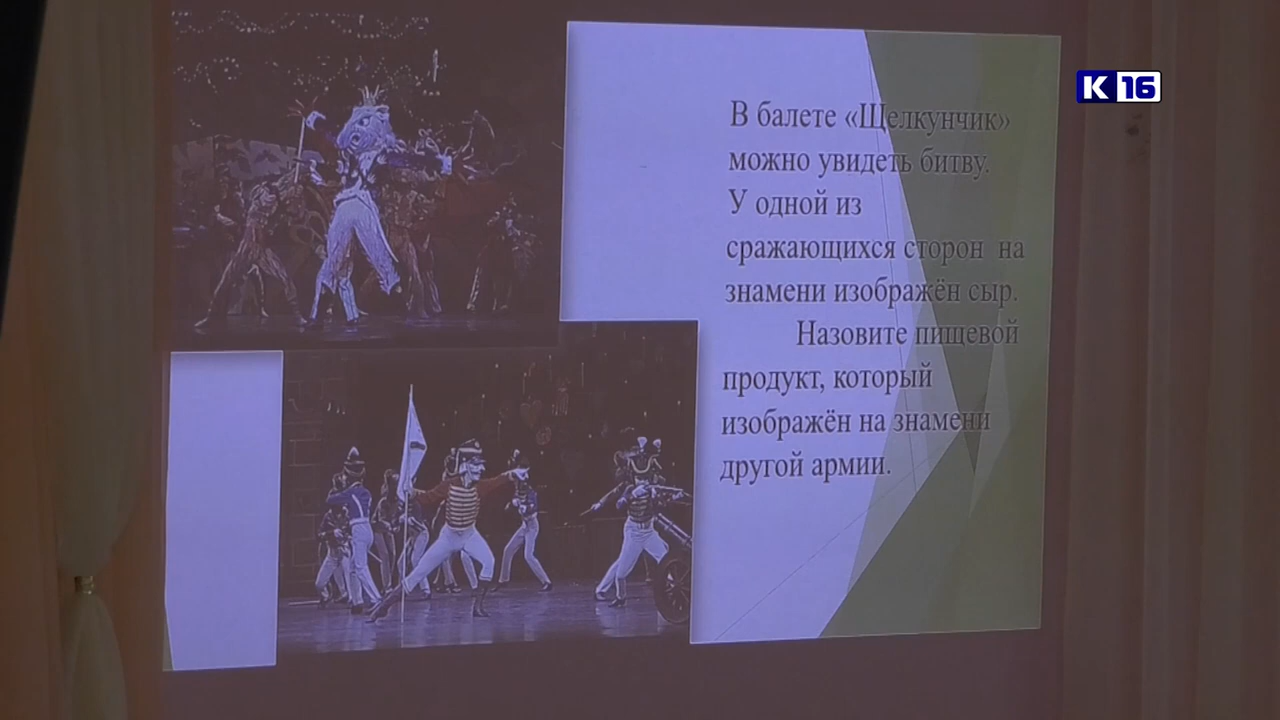 К 16
В балете «Щелкунчик»
можно увидеть битву.
У одной из
сражающихся сторон на
знамени изображён сыр.
Назовите пищевой
продукт, который
изображён на знамени
другой армии.